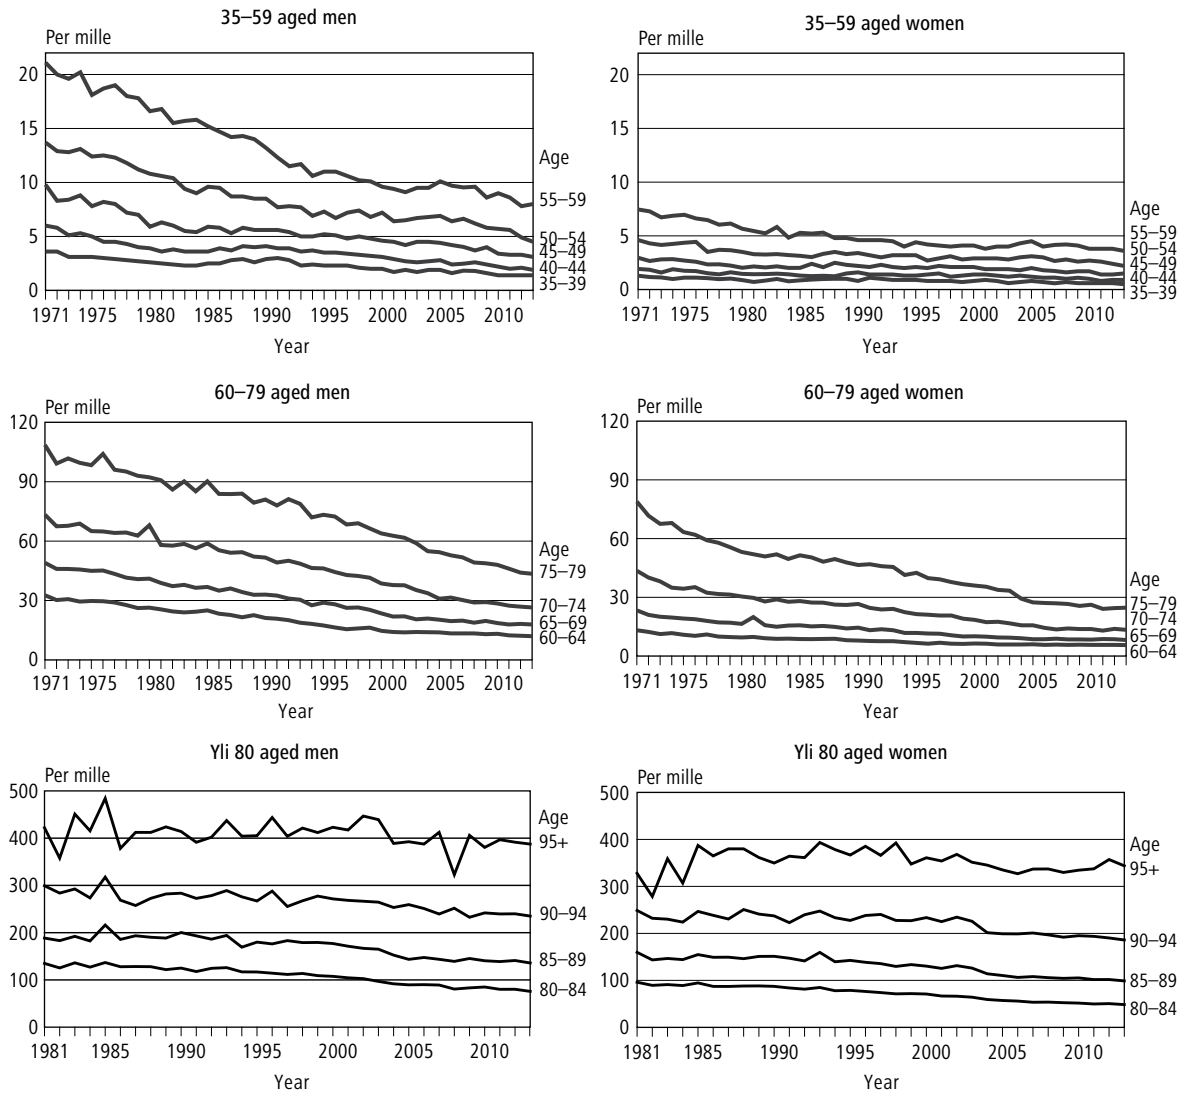 35–59 aged men
Per mille
20
15
10
5
0
Age
55–59
50–54
45–49
40–44
35–39
1971 1975 1980 1985 1990 1995 2000 2005 2010
Year
35–59 aged women
Per mille
20
15
10
5
0
Age
55–59
50–54
45–49
40–44
35–39
1971 1975 1980 1985 1990 1995 2000 2005 2010
Year
60–79 aged men
Per mille
120
90
60
30
0
Age
75–79
70–74
65–69
60–64
1971 1975 1980 1985 1990 1995 2000 2005 2010
Year
60–79 aged women
Per mille
120
90
60
30
0
Age
75–79
70–74
65–69
60–64
1971 1975 1980 1985 1990 1995 2000 2005 2010
Year
Yli 80 aged men
Per mille
500
400
300
200
100
0
Age
95+
90–94
85–89
80–84
1981 1985 1990 1995 2000 2005 2010
Year
Yli 80 aged women
Per mille
500
400
300
200
100
0
Age
95+
90–94
85–89
80–84
1981 1985 1990 1995 2000 2005 2010
Year